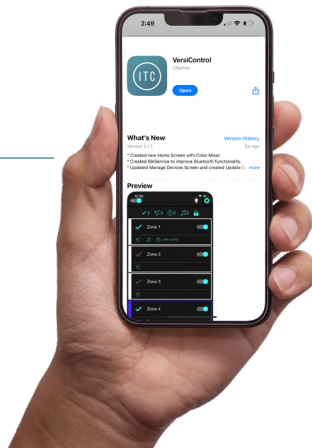 2:49
ITC
VersiControl
Lifestyle
Open
What's New
Version History
Version 2.1.1
3w ago
* Created new Home Screen with Color Mixer.
* Created BleService to improve Bluetooth functionality.
* Updated Manage Devices Screen and created Update D more
Preview
Zone 1
Zone 2
Zone 3
Zone 4